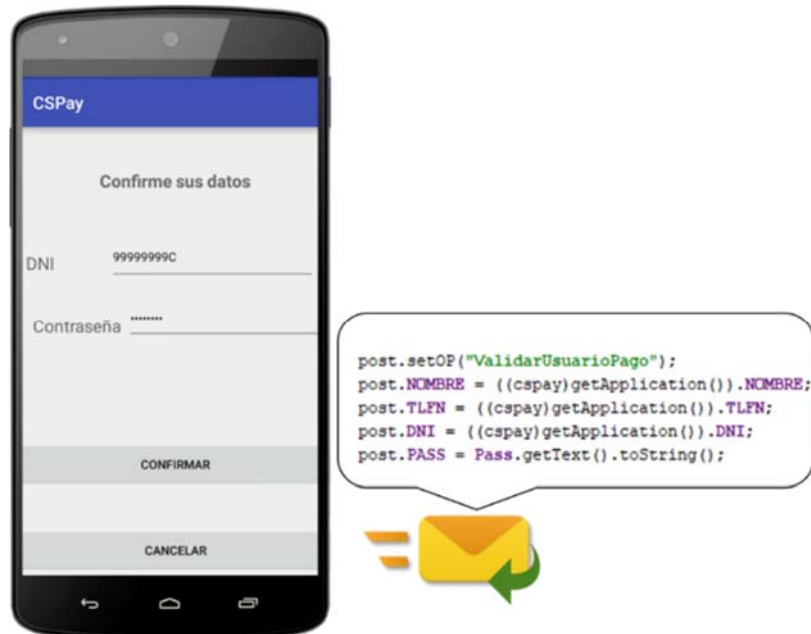 CSPay
Confirme sus datos
DNI 99999999C
Contraseña ••••••••
CONFIRMAR
CANCELAR
post.setOP("ValidarUsuarioPago");
post.NOMBRE = ((cspay)getApplication()).NOMBRE;
post.TLFN = ((cspay)getApplication()).TLFN;
post.DNI = ((cspay)getApplication()).DNI;
post.PASS = Pass.getText().toString();